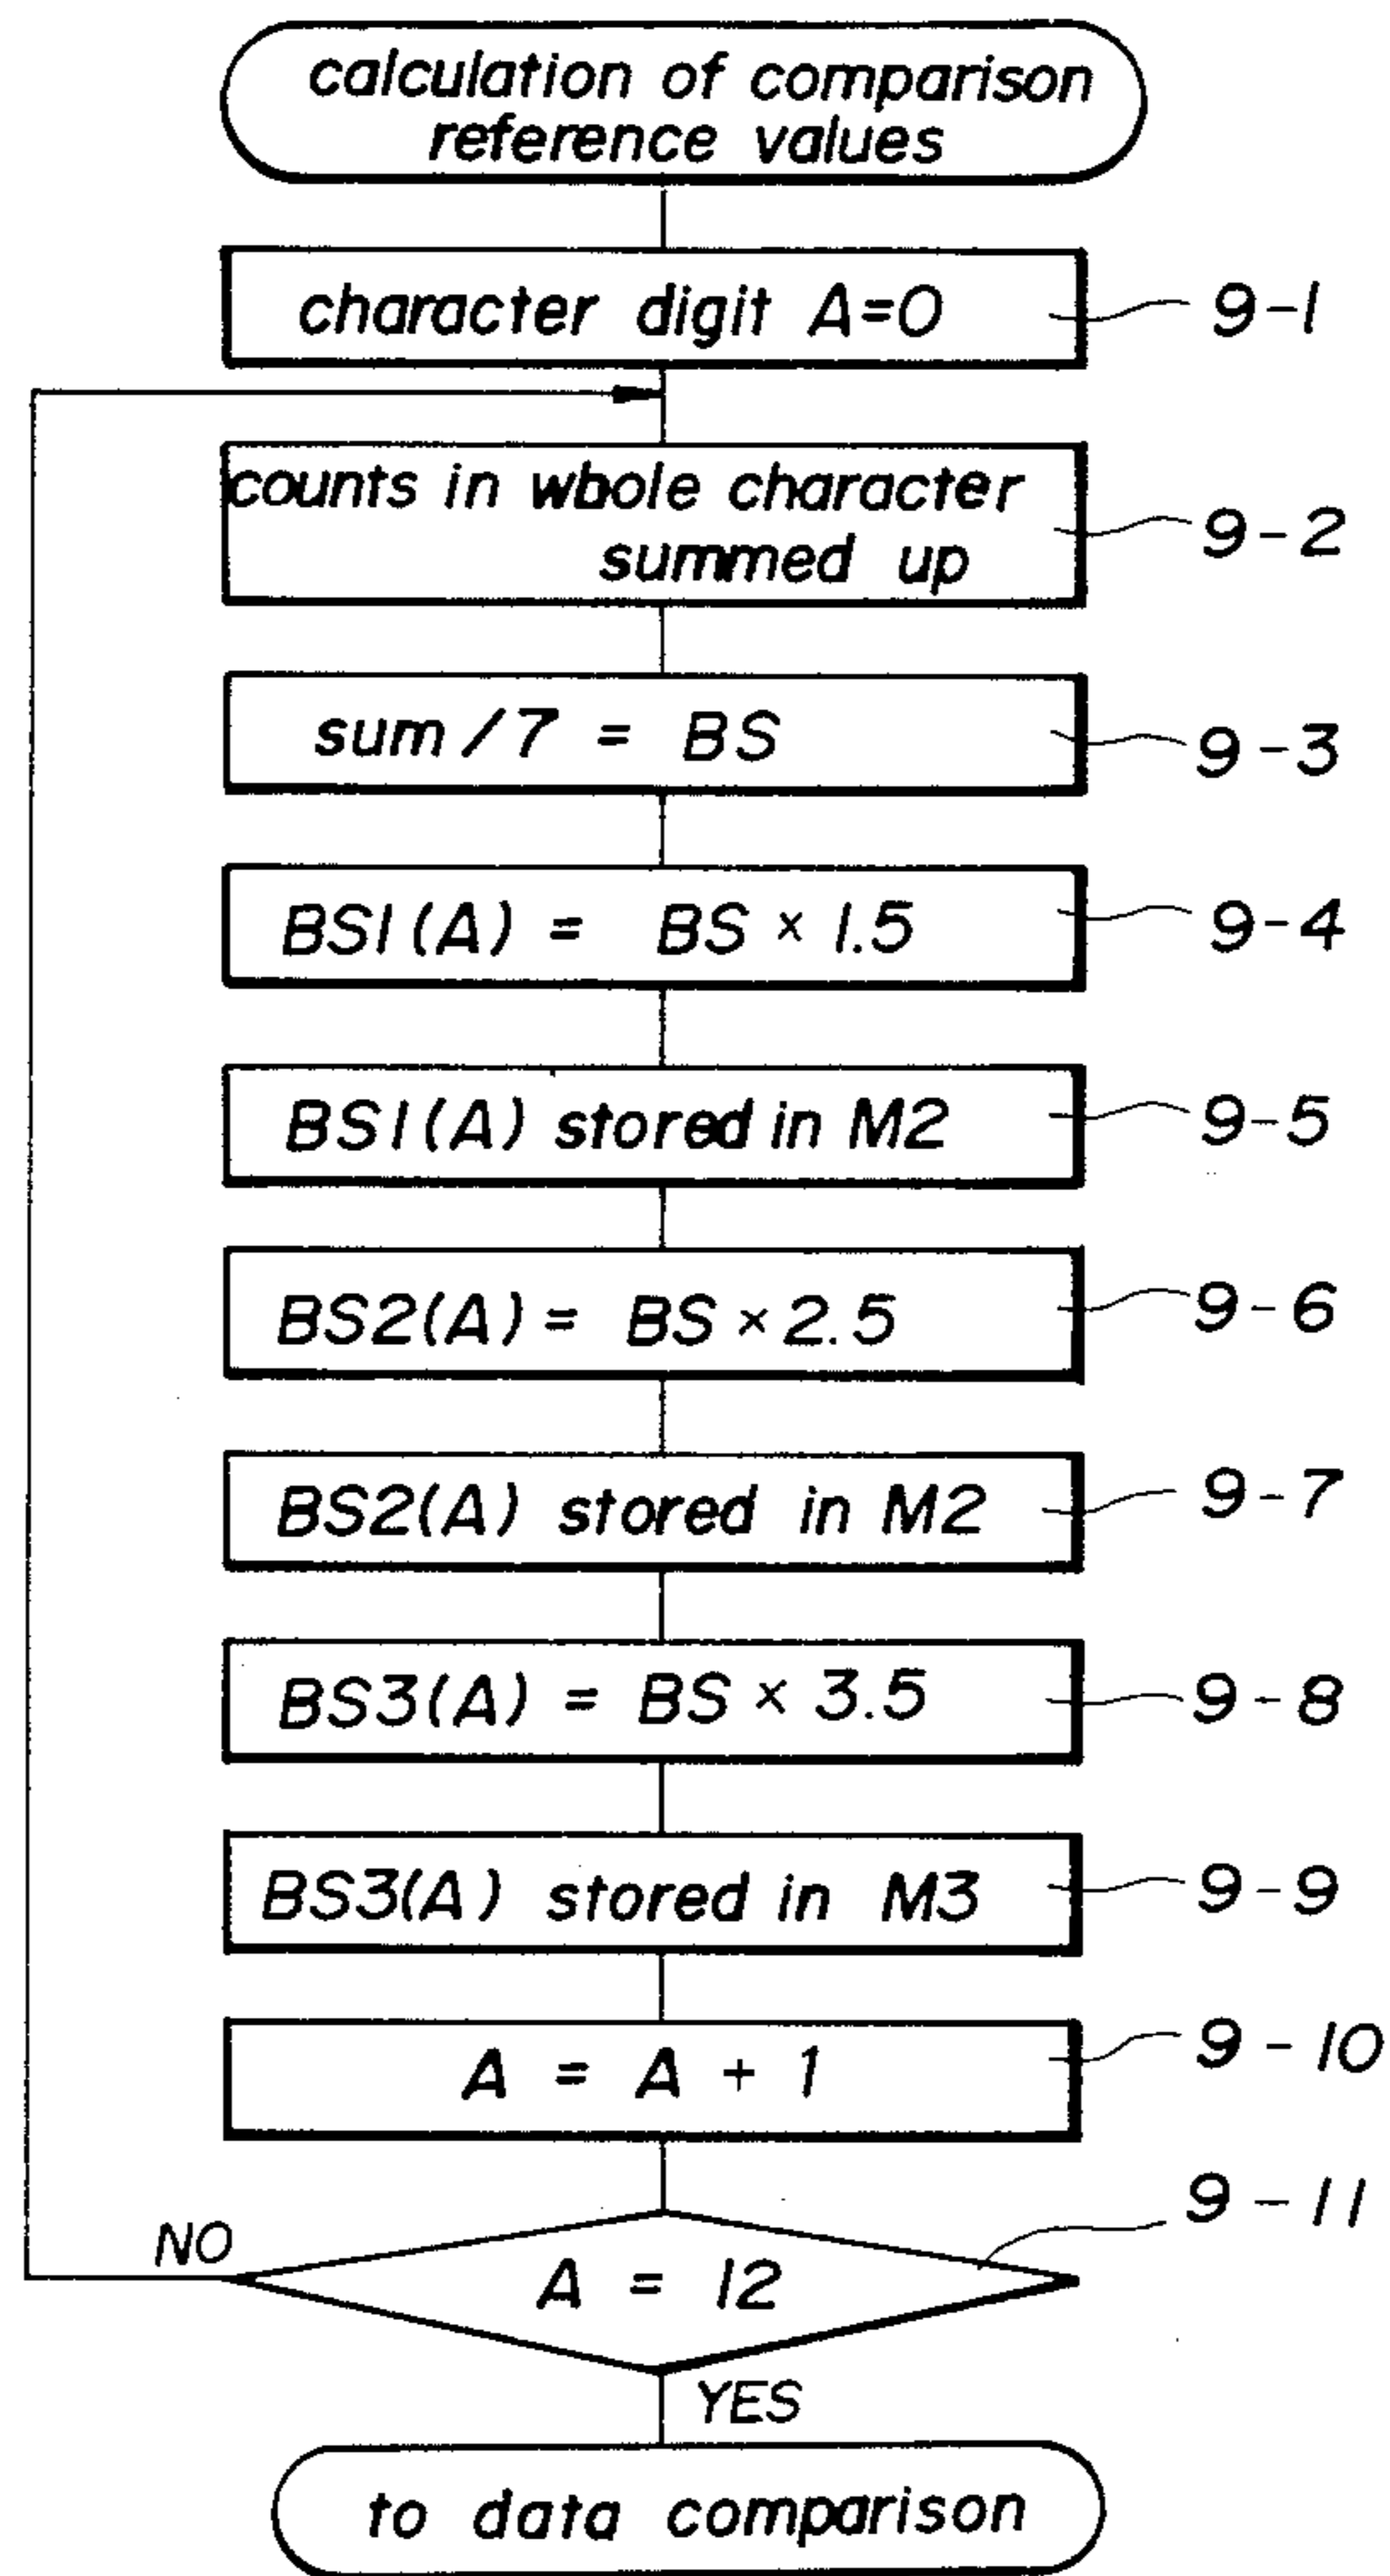 calculation of comparison
reference values
character digit A=0
9-1
counts in whole character
summed up
9-2
sum/7 = BS
9-3
BS1(A) = BS × 1.5
9-4
BS1(A) stored in M2
9-5
BS2(A) = BS × 2.5
9-6
BS2(A) stored in M2
9-7
BS3(A) = BS × 3.5
9-8
BS3(A) stored in M3
9-9
A = A + 1
9-10
9-11
NO
A = 12
YES
to data comparison